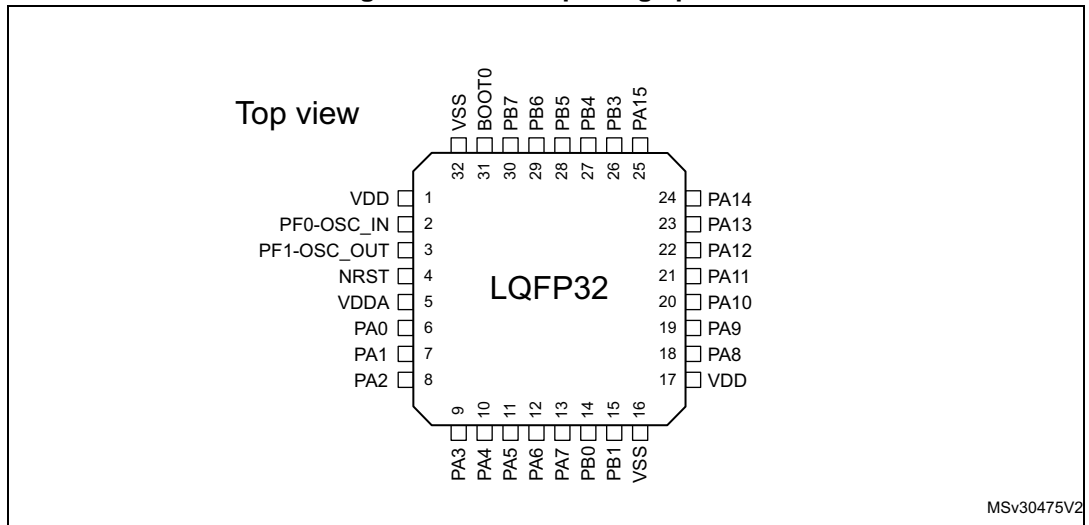 Top view
VSS
BOOT0
PB7
PB6
PB5
PB4
PB3
PA15
32
31
30
29
28
27
26
25
VDD 1
PF0-OSC_IN 2
PF1-OSC_OUT 3
NRST 4
VDDA 5
PA0 6
PA1 7
PA2 8
LQFP32
24 PA14
23 PA13
22 PA12
21 PA11
20 PA10
19 PA9
18 PA8
17 VDD
9
10
11
12
13
14
15
16
PA3
PA4
PA5
PA6
PA7
PB0
PB1
VSS
MSv30475V2